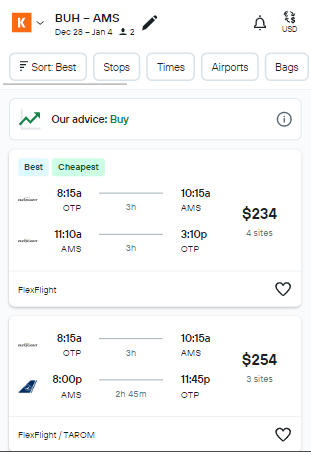 K
BUH – AMS
Dec 28 – Jan 4 2
USD
Sort: Best
Stops
Times
Airports
Bags
Our advice: Buy
Best Cheapest
8:15a 10:15a
OTP 3h AMS
$234
11:10a 3:10p
4 sites
AMS 3h OTP
FlexFlight
8:15a 10:15a
OTP 3h AMS
$254
8:00p 11:45p
3 sites
AMS 2h 45m OTP
FlexFlight / TAROM